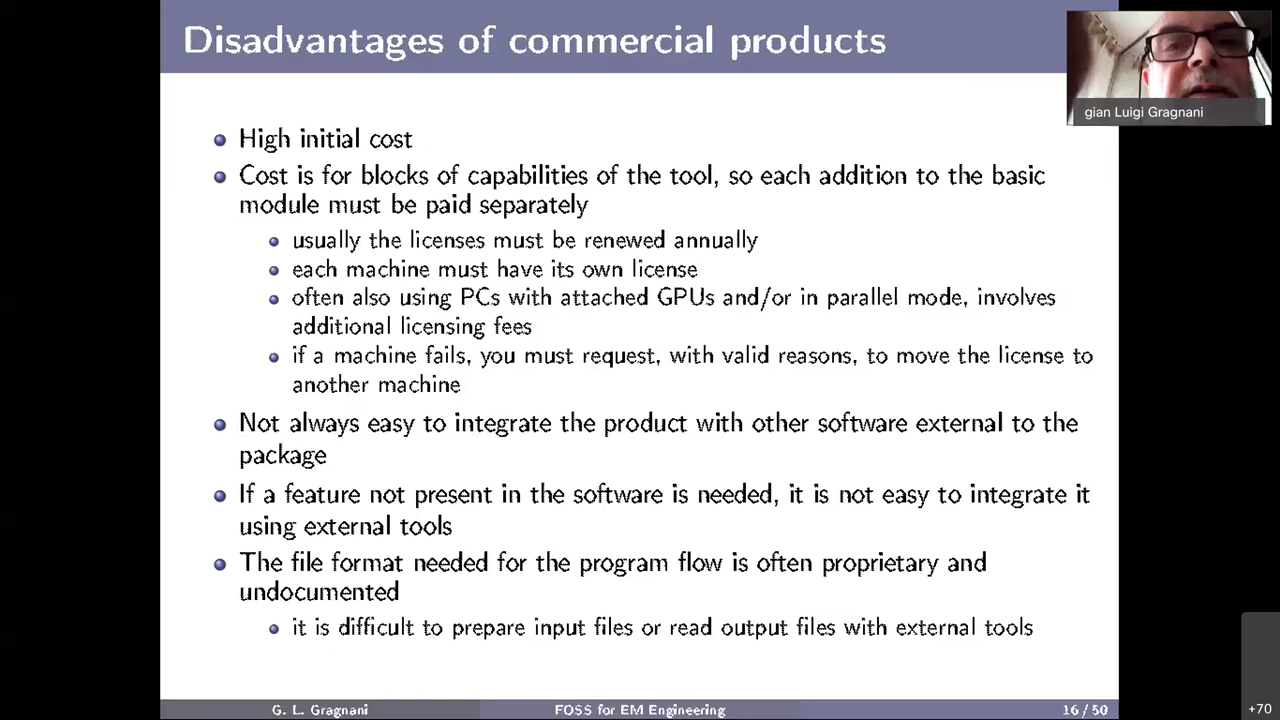 Disadvantages of commercial products
gian Luigi Gragnani
High initial cost
Cost is for blocks of capabilities of the tool, so each addition to the basic
module must be paid separately
usually the licenses must be renewed annually
each machine must have its own license
often also using PCs with attached GPUs and/or in parallel mode, involves
additional licensing fees
if a machine fails, you must request, with valid reasons, to move the license to
another machine
Not always easy to integrate the product with other software external to the
package
If a feature not present in the software is needed, it is not easy to integrate it
using external tools
The file format needed for the program flow is often proprietary and
undocumented
it is difficult to prepare input files or read output files with external tools
G. L. Gragnani
FOSS for EM Engineering
16 / 50
+70